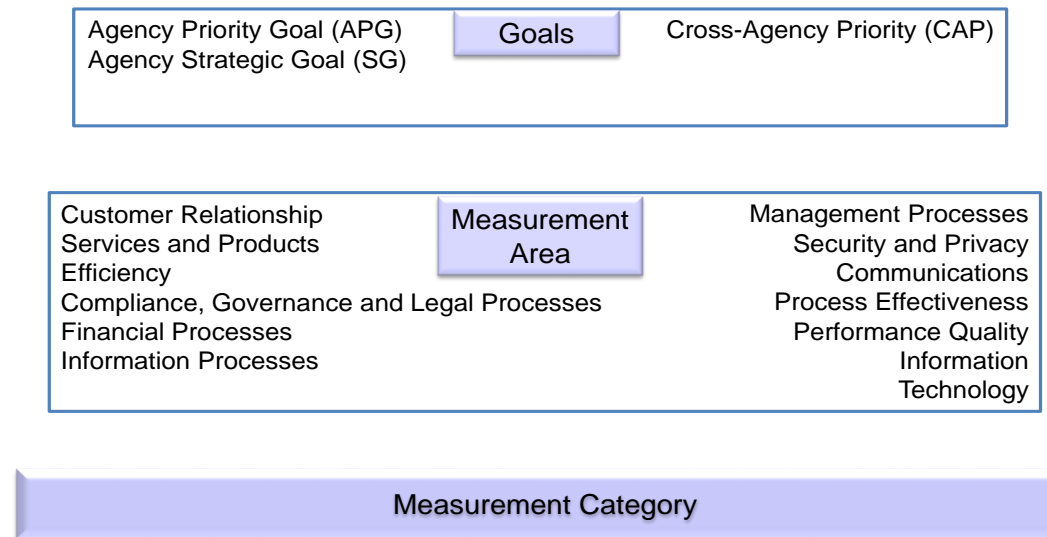 Agency Priority Goal (APG)
Agency Strategic Goal (SG)
Goals
Cross-Agency Priority (CAP)
Customer Relationship
Services and Products
Efficiency
Compliance, Governance and Legal Processes
Financial Processes
Information Processes
Measurement
Area
Management Processes
Security and Privacy
Communications
Process Effectiveness
Performance Quality
Information
Technology
Measurement Category